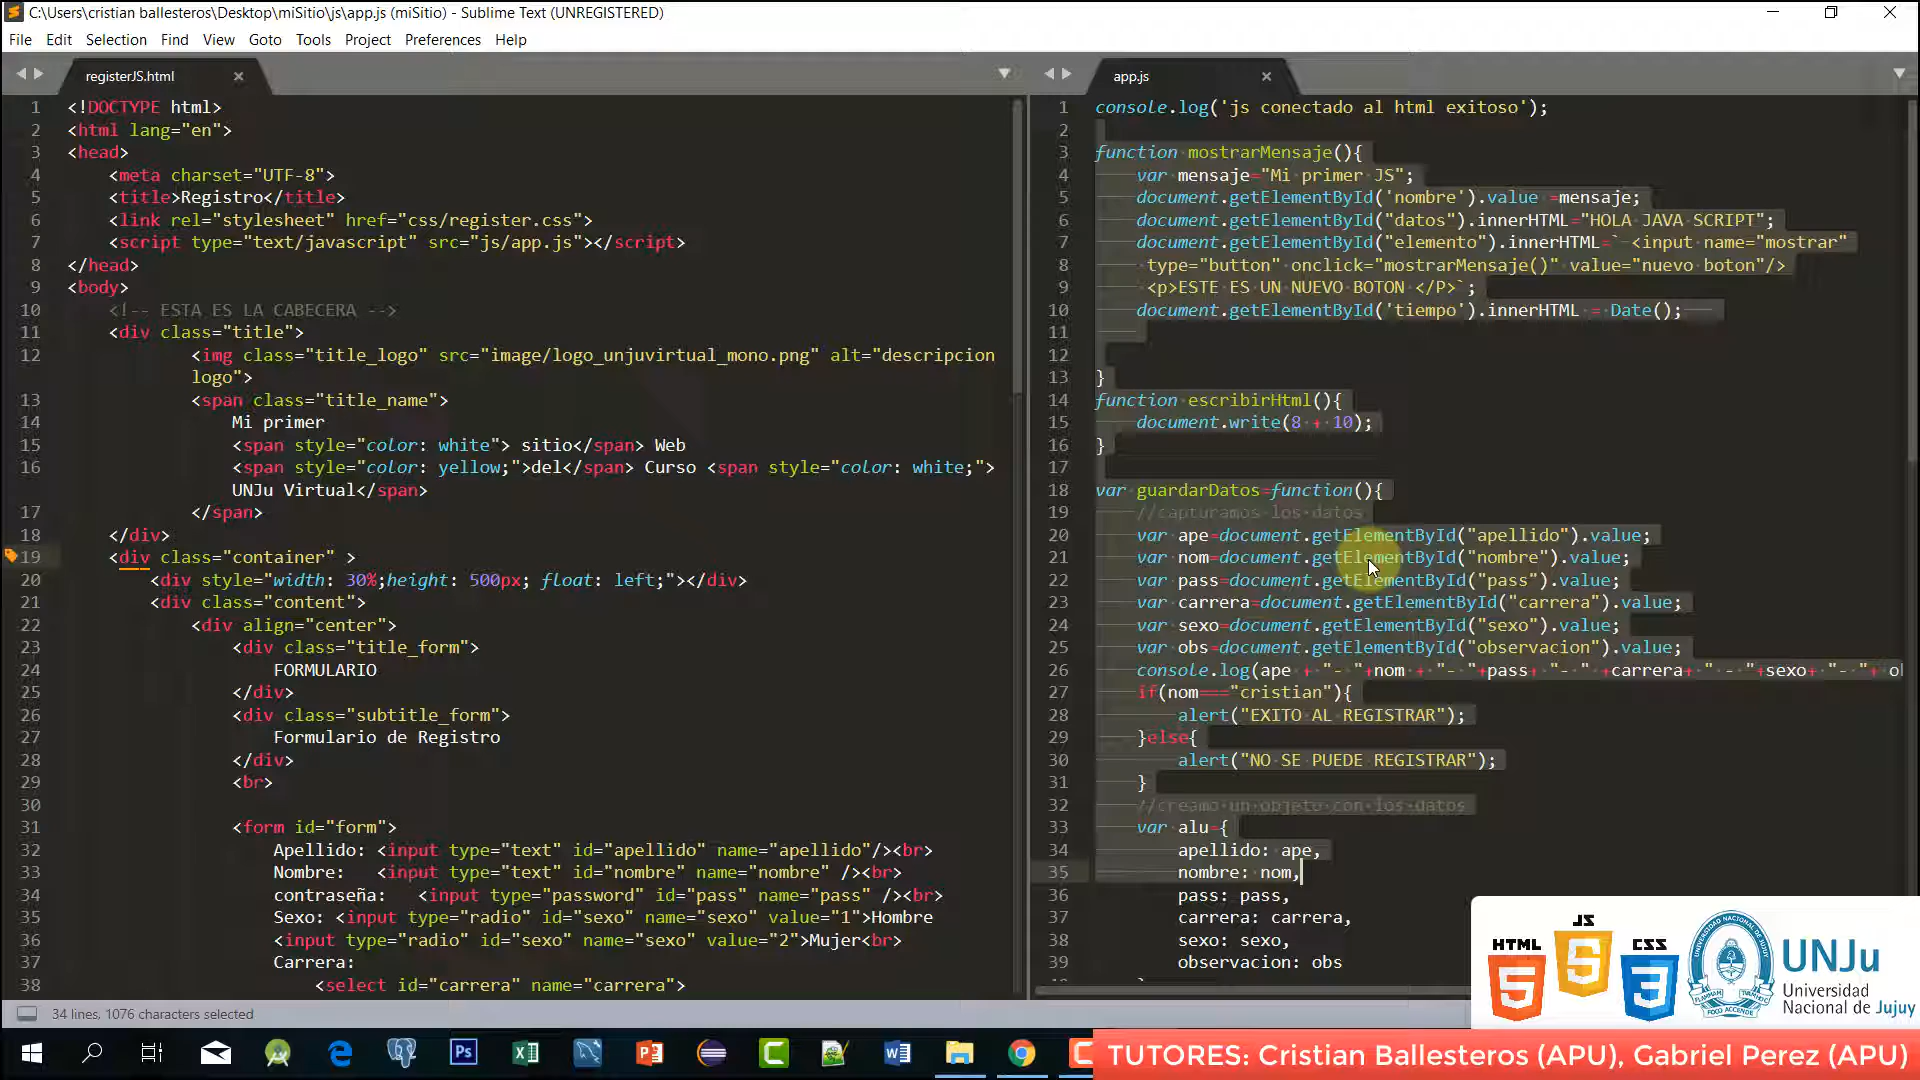 C:\Users\cristian ballesteros\Desktop\miSitio\js\app.js (miSitio) - Sublime Text (UNREGISTERED)
File Edit Selection Find View Goto Tools Project Preferences Help
registerJS.html
1 <!DOCTYPE html>
2 <html lang="en">
3 <head>
4 <meta charset="UTF-8">
5 <title>Registro</title>
6 <link rel="stylesheet" href="css/register.css">
7 <script type="text/javascript" src="js/app.js"></script>
8 </head>
9 <body>
10 <!-- ESTA ES LA CABECERA -->
11 <div class="title">
12 <img class="title_logo" src="image/logo_unjuvirtual_mono.png" alt="descripcion
logo">
13 <span class="title_name">
14 Mi primer
15 <span style="color: white"> sitio</span> Web
16 <span style="color: yellow;">del</span> Curso <span style="color: white;">
UNJu Virtual</span>
17 </span>
18 </div>
19 <div class="container" >
20 <div style="width: 30%;height: 500px; float: left;"></div>
21 <div class="content">
22 <div align="center">
23 <div class="title_form">
24 FORMULARIO
25 </div>
26 <div class="subtitle_form">
27 Formulario de Registro
28 </div>
29 <br>
30
31 <form id="form">
32 Apellido: <input type="text" id="apellido" name="apellido"/><br>
33 Nombre: <input type="text" id="nombre" name="nombre" /><br>
34 contraseña: <input type="password" id="pass" name="pass" /><br>
35 Sexo: <input type="radio" id="sexo" name="sexo" value="1">Hombre
36 <input type="radio" id="sexo" name="sexo" value="2">Mujer<br>
37 Carrera:
38 <select id="carrera" name="carrera">
app.js
1 console.log('js conectado al html exitoso');
2
3 function mostrarMensaje(){
4 var mensaje="Mi primer JS";
5 document.getElementById('nombre').value =mensaje;
6 document.getElementById("datos").innerHTML="HOLA JAVA SCRIPT";
7 document.getElementById("elemento").innerHTML=` <input name="mostrar"
8 type="button" onclick="mostrarMensaje()" value="nuevo boton"/>
9 <p>ESTE ES UN NUEVO BOTON </P>`;
10 document.getElementById('tiempo').innerHTML = Date();
11
12
13 }
14 function escribirHtml(){
15 document.write(8 + 10);
16 }
17
18 var guardarDatos=function(){
19 //capturamos los datos
20 var ape=document.getElementById("apellido").value;
21 var nom=document.getElementById("nombre").value;
22 var pass=document.getElementById("pass").value;
23 var carrera=document.getElementById("carrera").value;
24 var sexo=document.getElementById("sexo").value;
25 var obs=document.getElementById("observacion").value;
26 console.log(ape + "- "+nom + "- "+pass+ "- " +carrera+ " - "+sexo+ "- "+ o
27 if(nom==="cristian"){
28 alert("EXITO AL REGISTRAR");
29 }else{
30 alert("NO SE PUEDE REGISTRAR");
31 }
32 //creamo un objeto con los datos
33 var alu={
34 apellido: ape,
35 nombre: nom,
36 pass: pass,
37 carrera: carrera,
38 sexo: sexo,
39 observacion: obs
34 lines, 1076 characters selected
HTML JS CSS
5 5 3
UNJu
Universidad
Nacional de Jujuy
TUTORES: Cristian Ballesteros (APU), Gabriel Perez (APU)